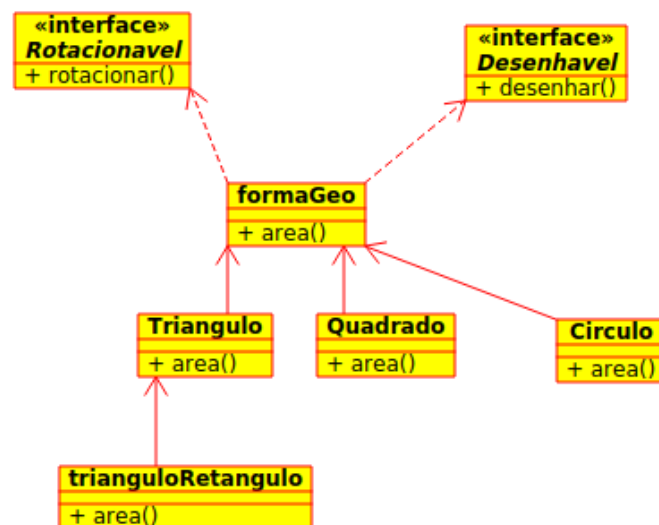 «interface»
Rotacionavel
+ rotacionar()
«interface»
Desenhavel
+ desenhar()
formaGeo
+ area()
Triangulo
+ area()
Quadrado
+ area()
Circulo
+ area()
trianguloRetangulo
+ area()